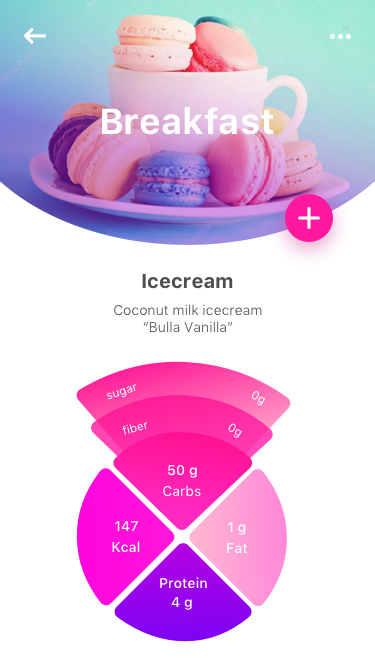 Breakfast
Icecream
Coconut milk icecream
“Bulla Vanilla”
sugar 0g
fiber 0g
50 g
Carbs
147
Kcal
1 g
Fat
Protein
4 g